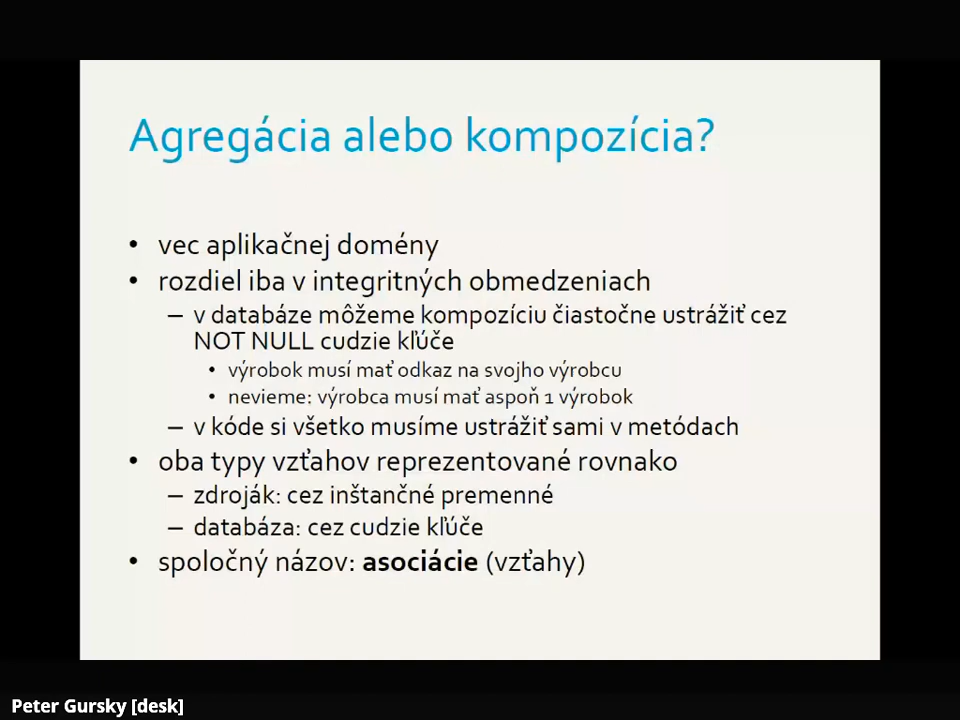 Agregácia alebo kompozícia?
• vec aplikačnej domény
• rozdiel iba v integritných obmedzeniach
– v databáze môžeme kompozíciu čiastočne ustrážiť cez
NOT NULL cudzie kľúče
• výrobok musí mať odkaz na svojho výrobcu
• nevieme: výrobca musí mať aspoň 1 výrobok
– v kóde si všetko musíme ustrážiť sami v metódach
• oba typy vzťahov reprezentované rovnako
– zdroják: cez inštančné premenné
– databáza: cez cudzie kľúče
• spoločný názov: asociácie (vzťahy)
Peter Gursky [desk]